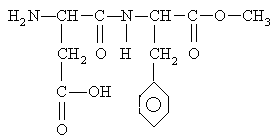 H₂N—CH—C—N—CH—C—O—CH₃
CH₂ O H CH₂ O
C—OH
O